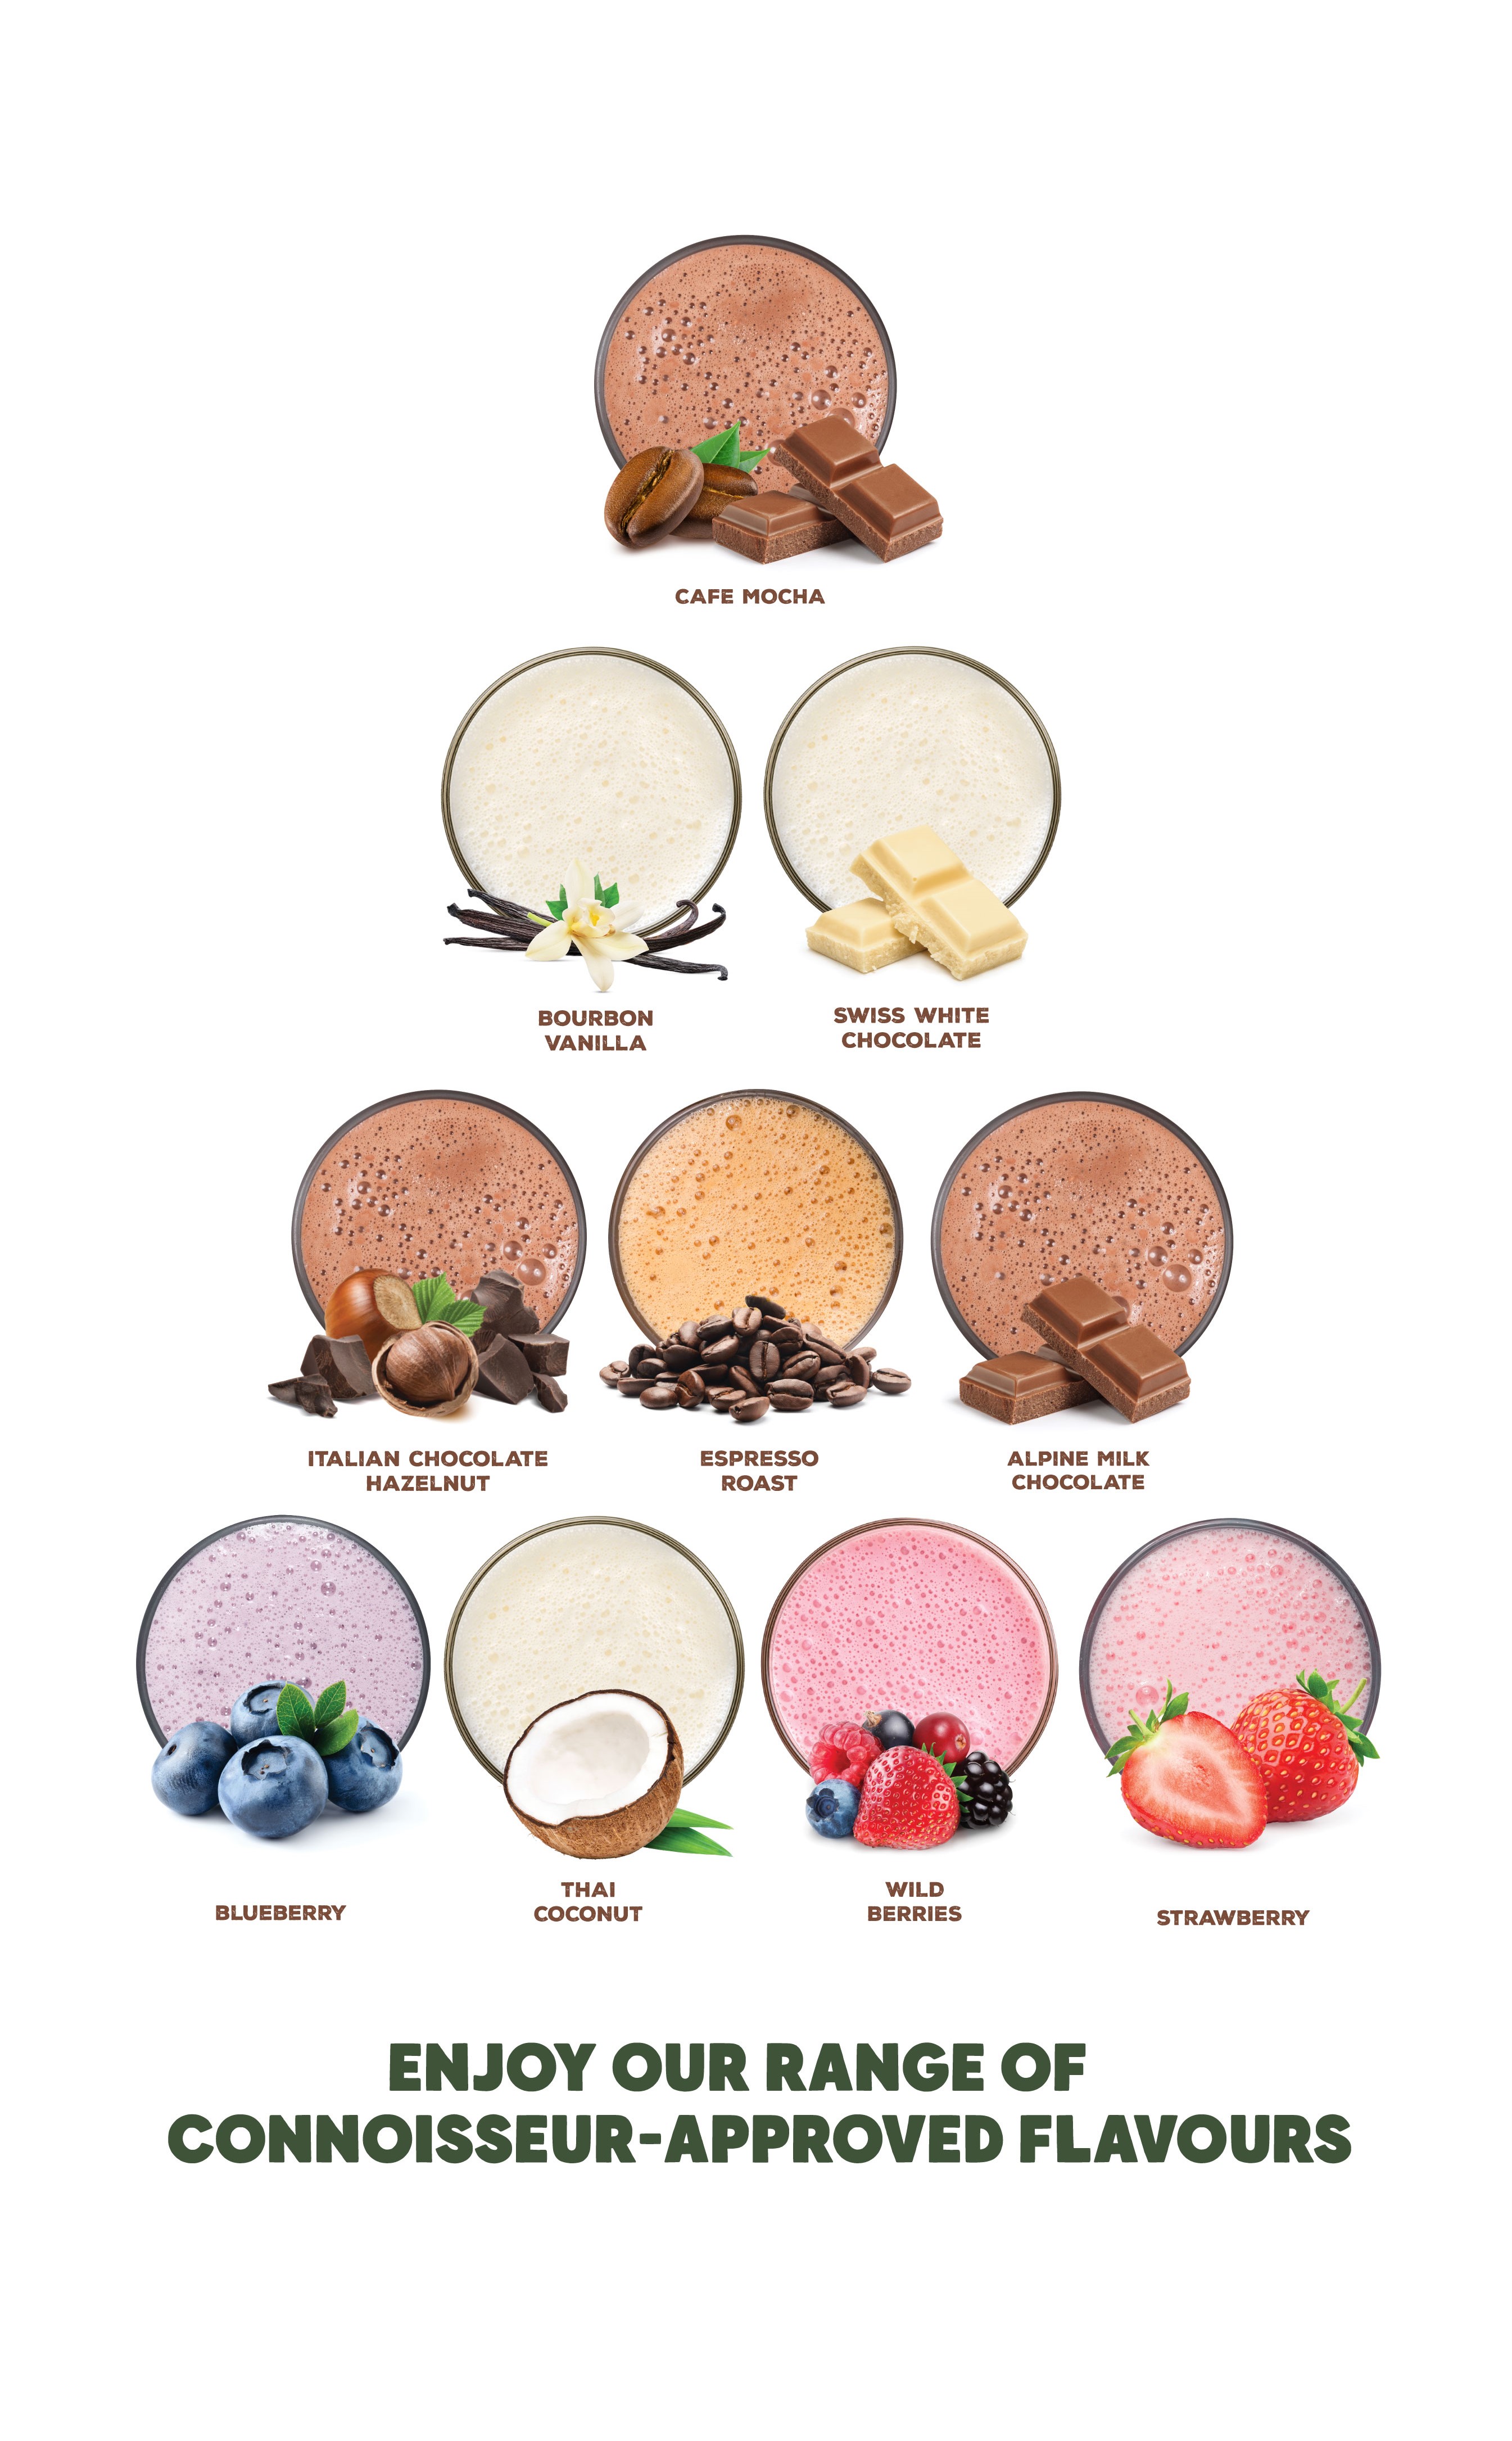 CAFE MOCHA
BOURBON
VANILLA
SWISS WHITE
CHOCOLATE
ITALIAN CHOCOLATE
HAZELNUT
ESPRESSO
ROAST
ALPINE MILK
CHOCOLATE
BLUEBERRY
THAI
COCONUT
WILD
BERRIES
STRAWBERRY
ENJOY OUR RANGE OF
CONNOISSEUR-APPROVED FLAVOURS